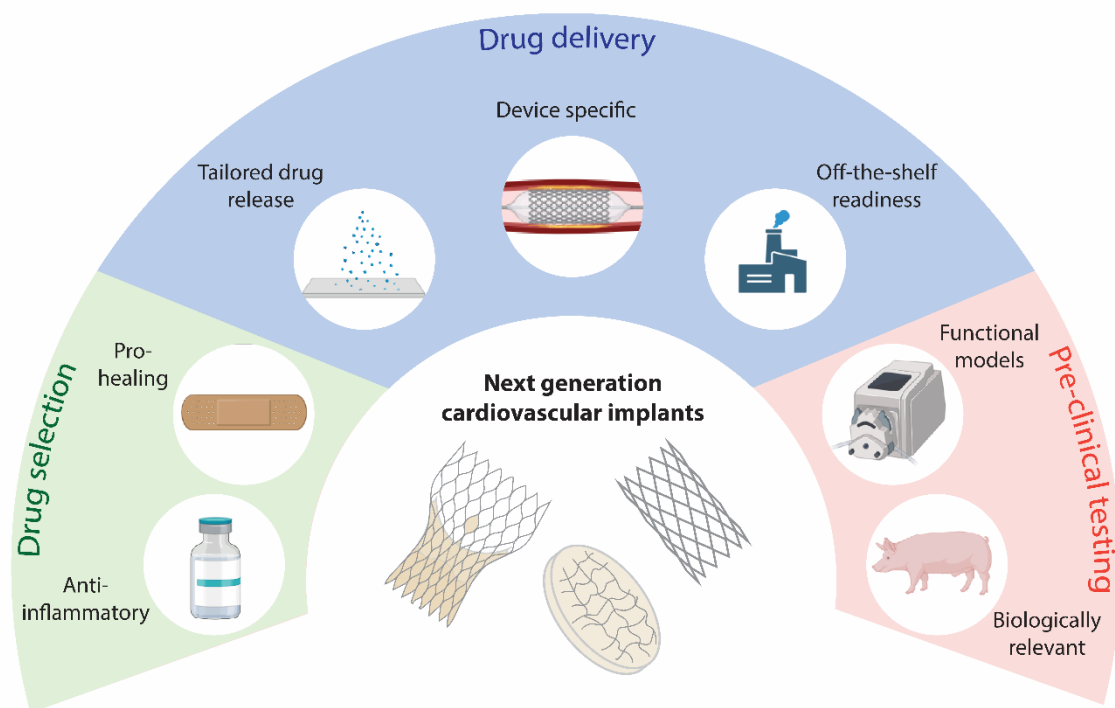 Drug delivery
Device specific
Tailored drug
release
Off-the-shelf
readiness
Drug selection
Pro-
healing
Anti-
inflammatory
Next generation
cardiovascular implants
Pre-clinical testing
Functional
models
Biologically
relevant